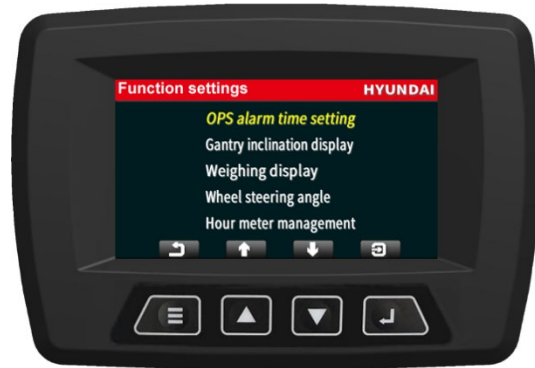 Function settings HYUNDAI
OPS alarm time setting
Gantry inclination display
Weighing display
Wheel steering angle
Hour meter management